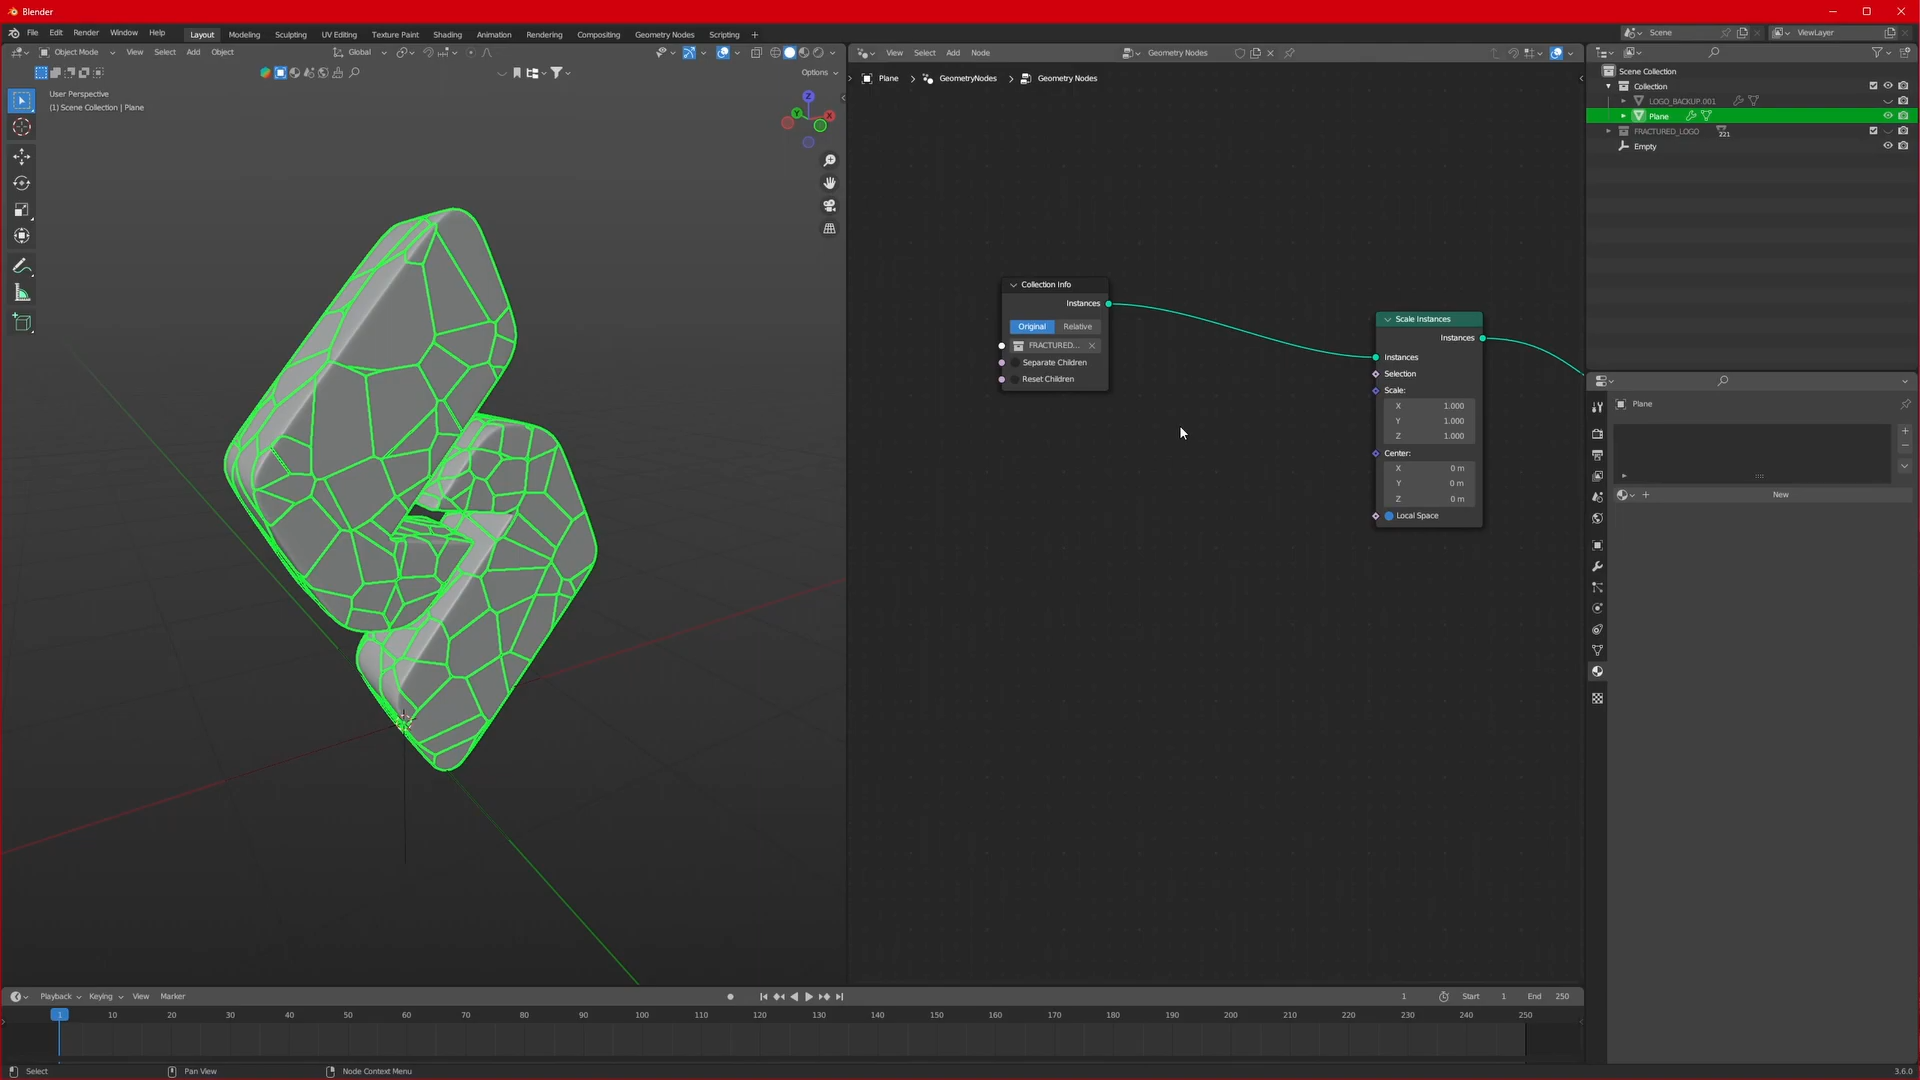 Blender
File Edit Render Window Help
Layout Modeling Sculpting UV Editing Texture Paint Shading Animation Rendering Compositing Geometry Nodes Scripting +
Scene
ViewLayer
Object Mode View Select Add Object
Global
Options
User Perspective
(1) Scene Collection | Plane
Z
Y
X
View Select Add Node
Geometry Nodes
Plane > GeometryNodes > Geometry Nodes
Collection Info
Instances
Original Relative
FRACTURED...
Separate Children
Reset Children
Scale Instances
Instances
Instances
Selection
Scale:
X 1.000
Y 1.000
Z 1.000
Center:
X 0 m
Y 0 m
Z 0 m
Local Space
Scene Collection
Collection
LOGO_BACKUP.001
Plane
FRACTURED_LOGO 221
Empty
Plane
New
Playback Keying View Marker
1 Start 1 End 250
1 10 20 30 40 50 60 70 80 90 100 110 120 130 140 150 160 170 180 190 200 210 220 230 240 250
Select Pan View Node Context Menu
3.6.0